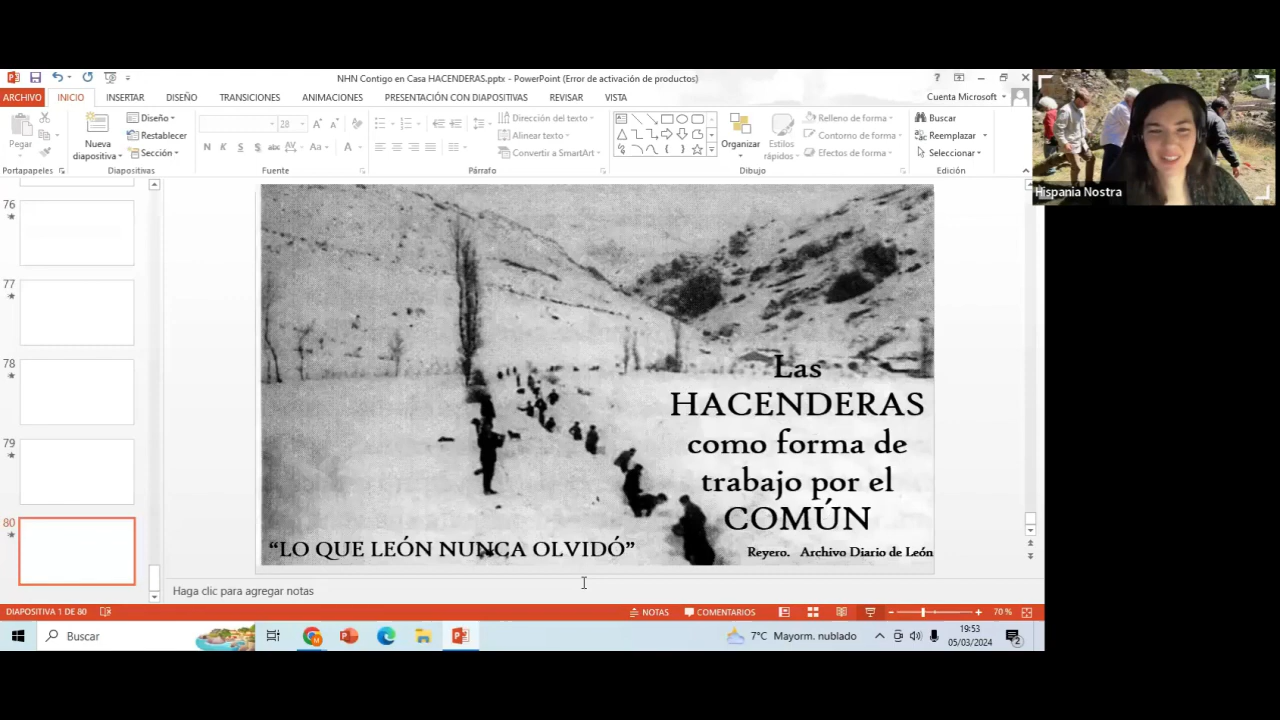 NHN Contigo en Casa HACENDERAS.pptx - PowerPoint (Error de activación de productos)
?
ARCHIVO INICIO INSERTAR DISEÑO TRANSICIONES ANIMACIONES PRESENTACIÓN CON DIAPOSITIVAS REVISAR VISTA
Cuenta Microsoft
Pegar
Nueva
diapositiva
Diseño
Restablecer
Sección
28
N K S abc AV Aa A
Dirección del texto
Alinear texto
Convertir a SmartArt
Organizar
Estilos
rápidos
Relleno de forma
Contorno de forma
Efectos de forma
Buscar
Reemplazar
Seleccionar
Portapapeles
Diapositivas
Fuente
Párrafo
Dibujo
Edición
Hispania Nostra
76
77
78
79
80
Las
HACENDERAS
como forma de
trabajo por el
COMÚN
“LO QUE LEÓN NUNCA OLVIDÓ”
Reyero. Archivo Diario de León
Haga clic para agregar notas
DIAPOSITIVA 1 DE 80
NOTAS
COMENTARIOS
70 %
Buscar
7°C Mayorm. nublado
19:53
05/03/2024
2